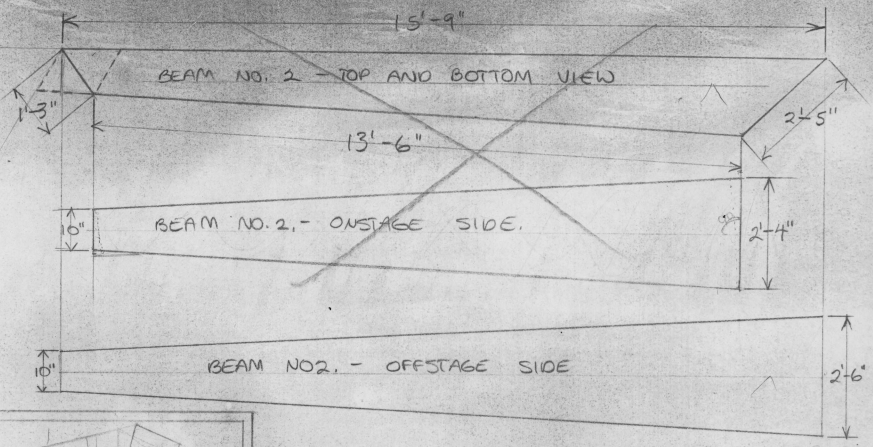 15'-9"
BEAM NO. 2 - TOP AND BOTTOM VIEW
1'-3"
2'-5"
13'-6"
BEAM NO. 2. - ONSTAGE SIDE.
10"
2'-4"
BEAM NO2. - OFFSTAGE SIDE
10"
2'-6"